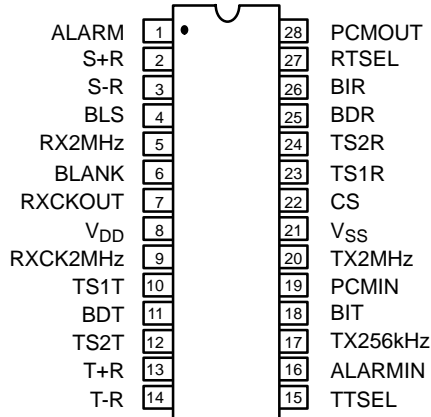 ALARM 1 28 PCMOUT
S+R 2 27 RTSEL
S-R 3 26 BIR
BLS 4 25 BDR
RX2MHz 5 24 TS2R
BLANK 6 23 TS1R
RXCKOUT 7 22 CS
VDD 8 21 VSS
RXCK2MHz 9 20 TX2MHz
TS1T 10 19 PCMIN
BDT 11 18 BIT
TS2T 12 17 TX256kHz
T+R 13 16 ALARMIN
T-R 14 15 TTSEL